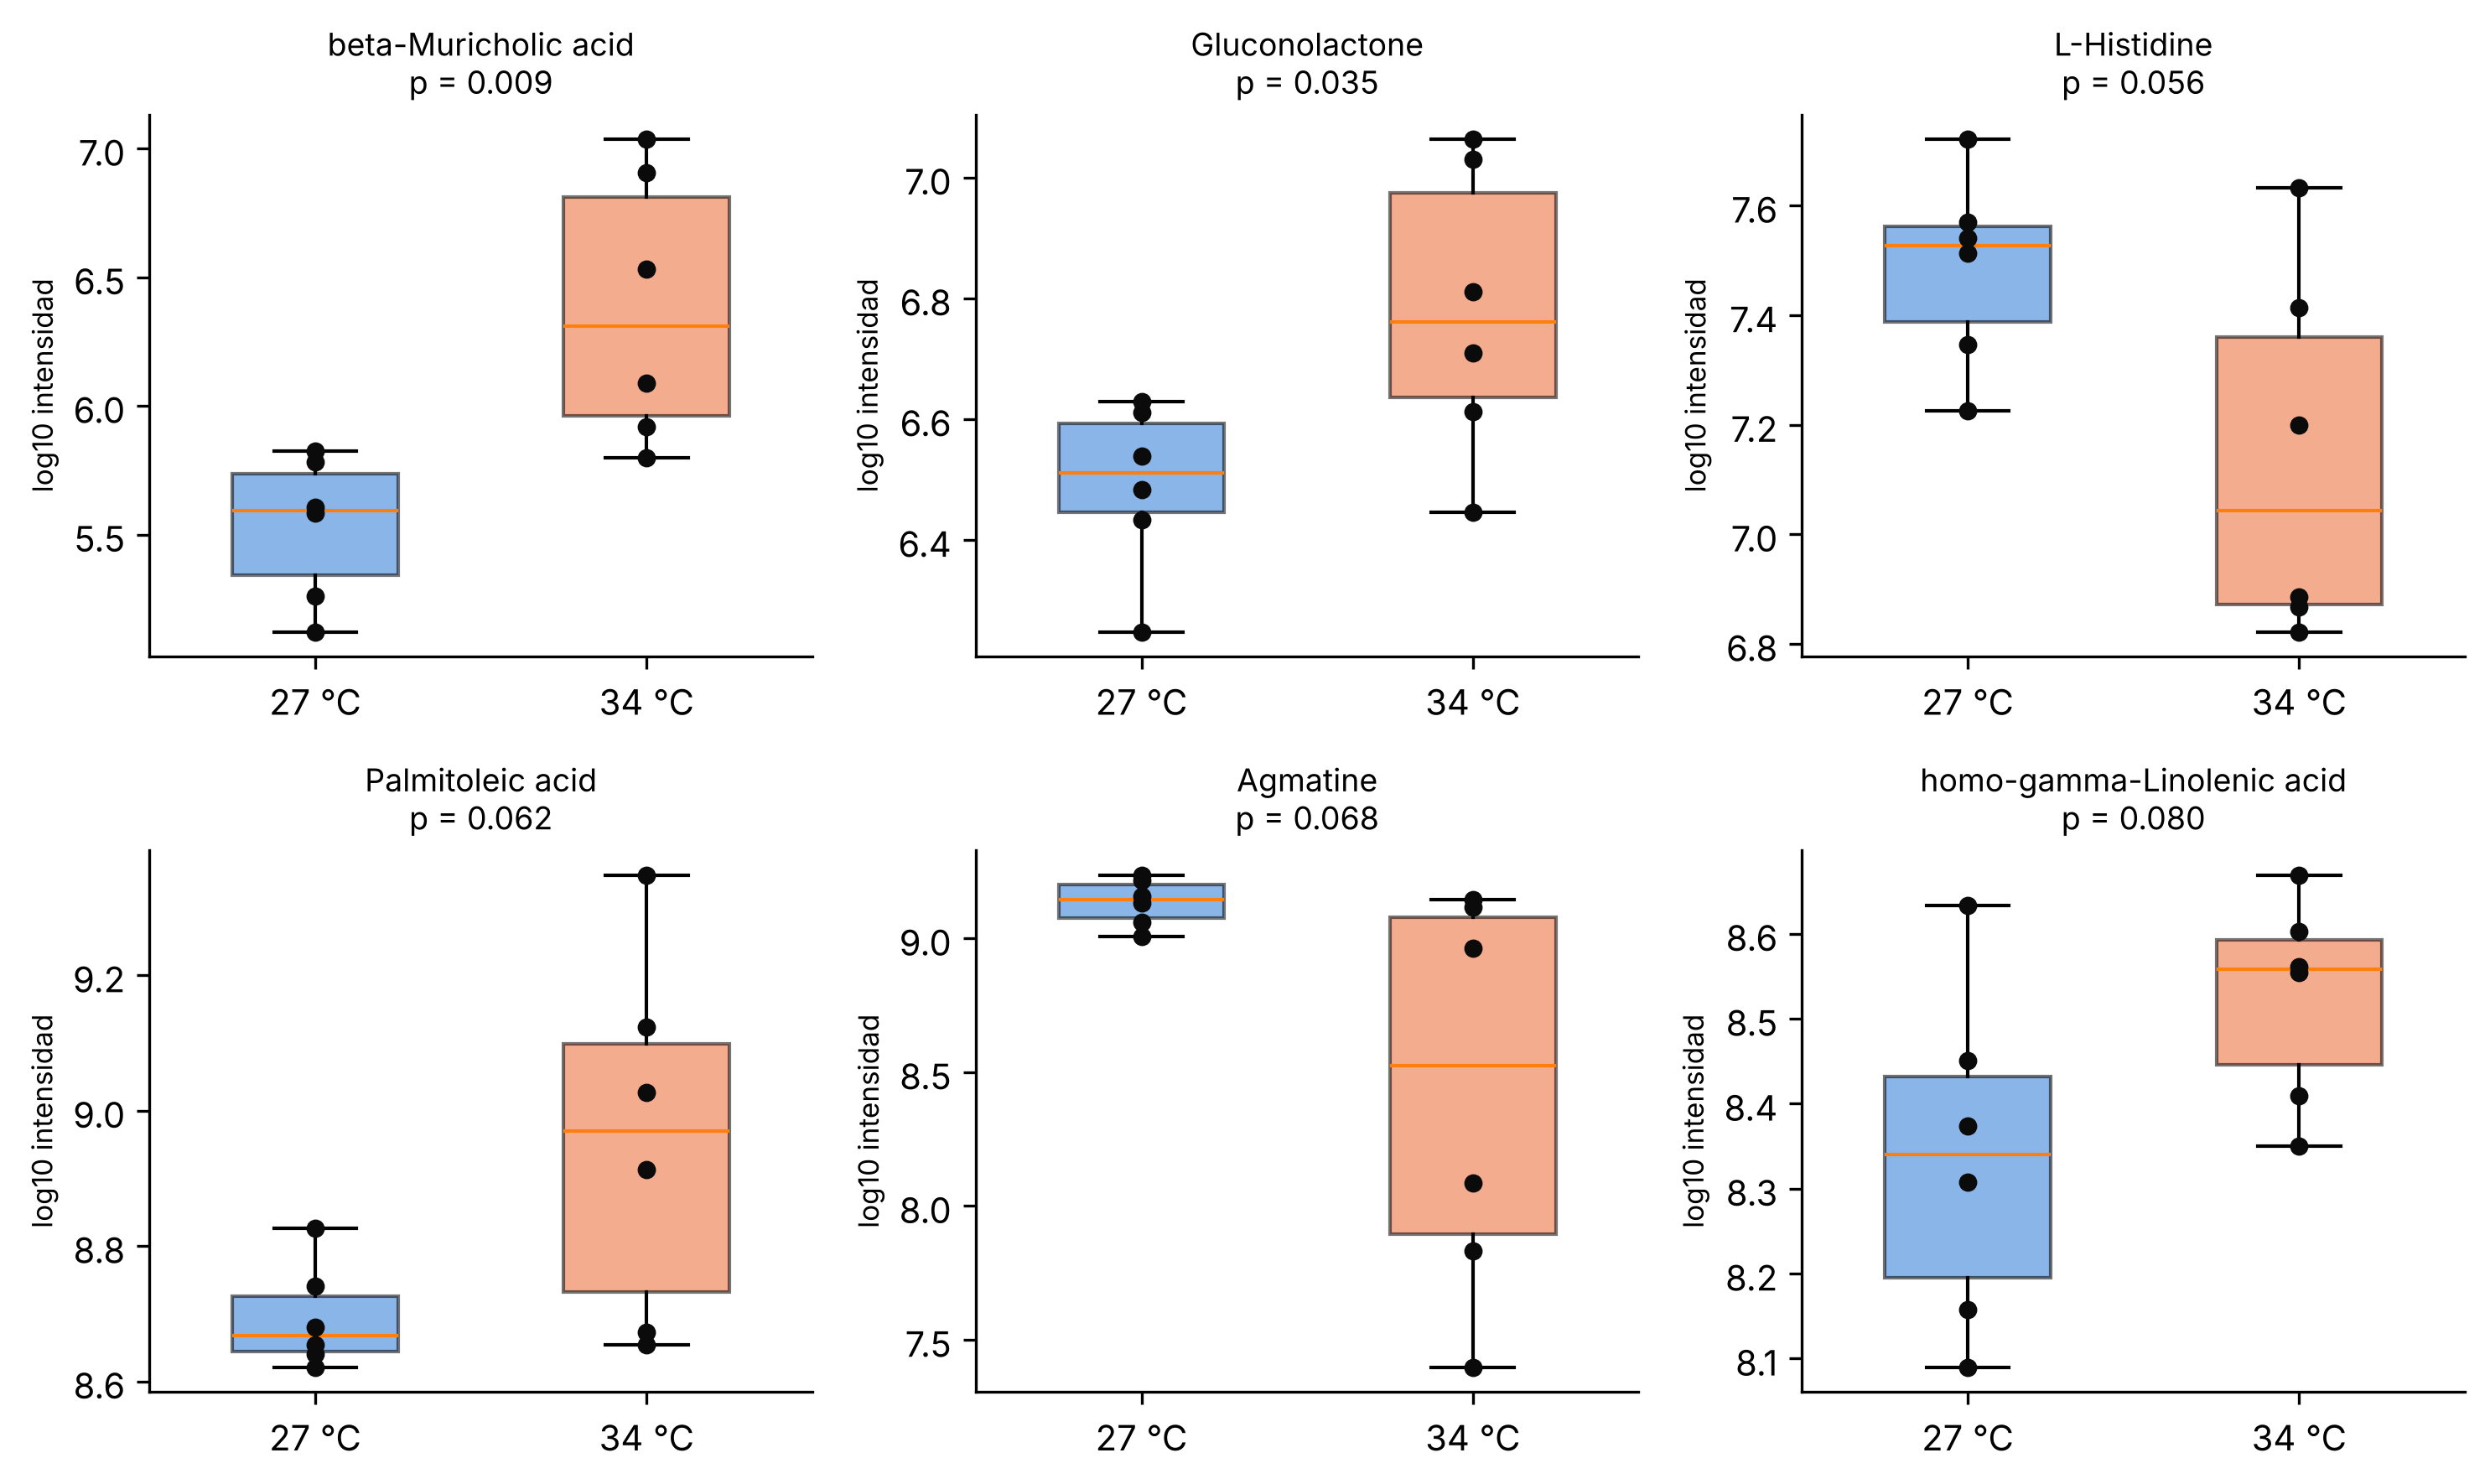 beta-Muricholic acid
p = 0.009
log10 intensidad
7.0
6.5
6.0
5.5
27 °C
34 °C
Gluconolactone
p = 0.035
log10 intensidad
7.0
6.8
6.6
6.4
27 °C
34 °C
L-Histidine
p = 0.056
log10 intensidad
7.6
7.4
7.2
7.0
6.8
27 °C
34 °C
Palmitoleic acid
p = 0.062
log10 intensidad
9.2
9.0
8.8
8.6
27 °C
34 °C
Agmatine
p = 0.068
log10 intensidad
9.0
8.5
8.0
7.5
27 °C
34 °C
homo-gamma-Linolenic acid
p = 0.080
log10 intensidad
8.6
8.5
8.4
8.3
8.2
8.1
27 °C
34 °C